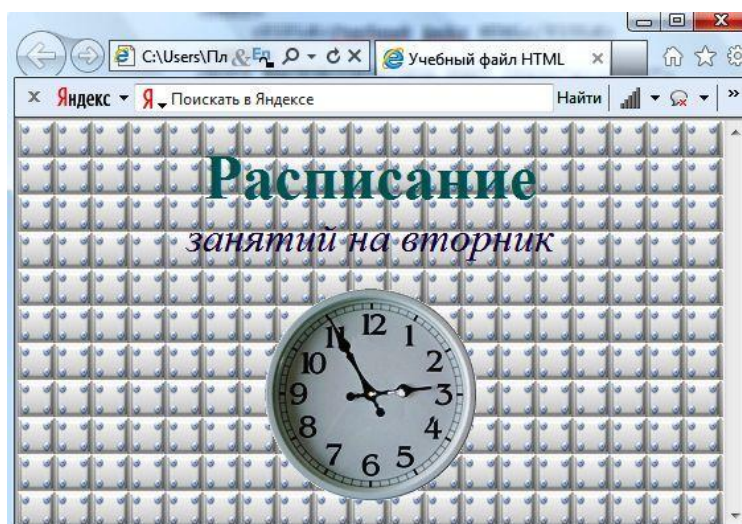 C:\Users\Пл
Учебный файл HTML
Яндекс
Я Поискать в Яндексе
Найти
Расписание
занятий на вторник
12
11 1
10 2
9 3
8 4
7 5
6